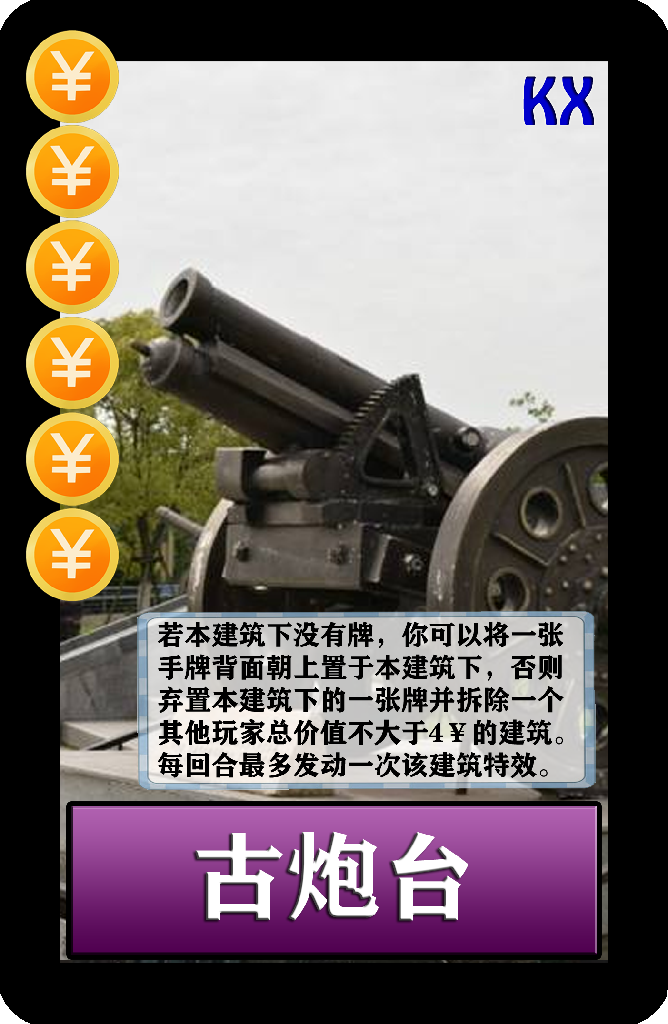 ¥
¥
¥
¥
¥
¥
KX
若本建筑下没有牌，你可以将一张
手牌背面朝上置于本建筑下，否则
弃置本建筑下的一张牌并拆除一个
其他玩家总价值不大于4￥的建筑。
每回合最多发动一次该建筑特效。
古炮台